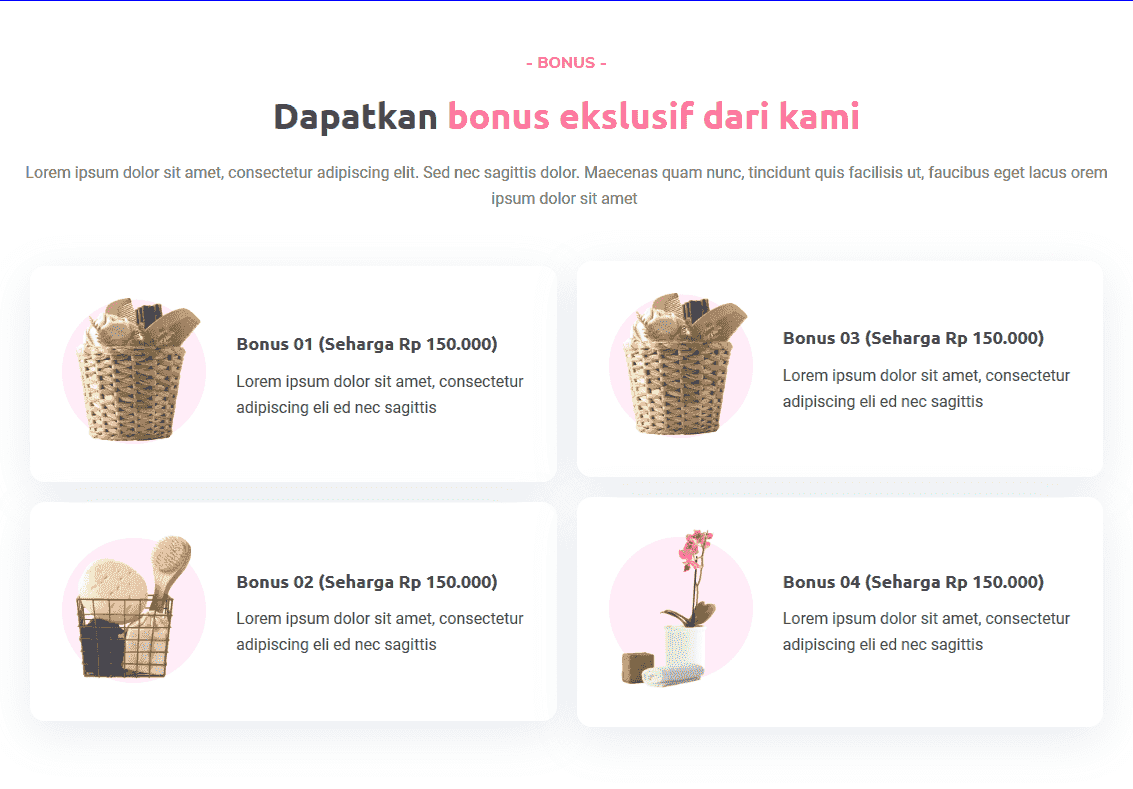 - BONUS -
Dapatkan bonus ekslusif dari kami
Lorem ipsum dolor sit amet, consectetur adipiscing elit. Sed nec sagittis dolor. Maecenas quam nunc, tincidunt quis facilisis ut, faucibus eget lacus orem
ipsum dolor sit amet
Bonus 01 (Seharga Rp 150.000)
Lorem ipsum dolor sit amet, consectetur
adipiscing eli ed nec sagittis
Bonus 03 (Seharga Rp 150.000)
Lorem ipsum dolor sit amet, consectetur
adipiscing eli ed nec sagittis
Bonus 02 (Seharga Rp 150.000)
Lorem ipsum dolor sit amet, consectetur
adipiscing eli ed nec sagittis
Bonus 04 (Seharga Rp 150.000)
Lorem ipsum dolor sit amet, consectetur
adipiscing eli ed nec sagittis